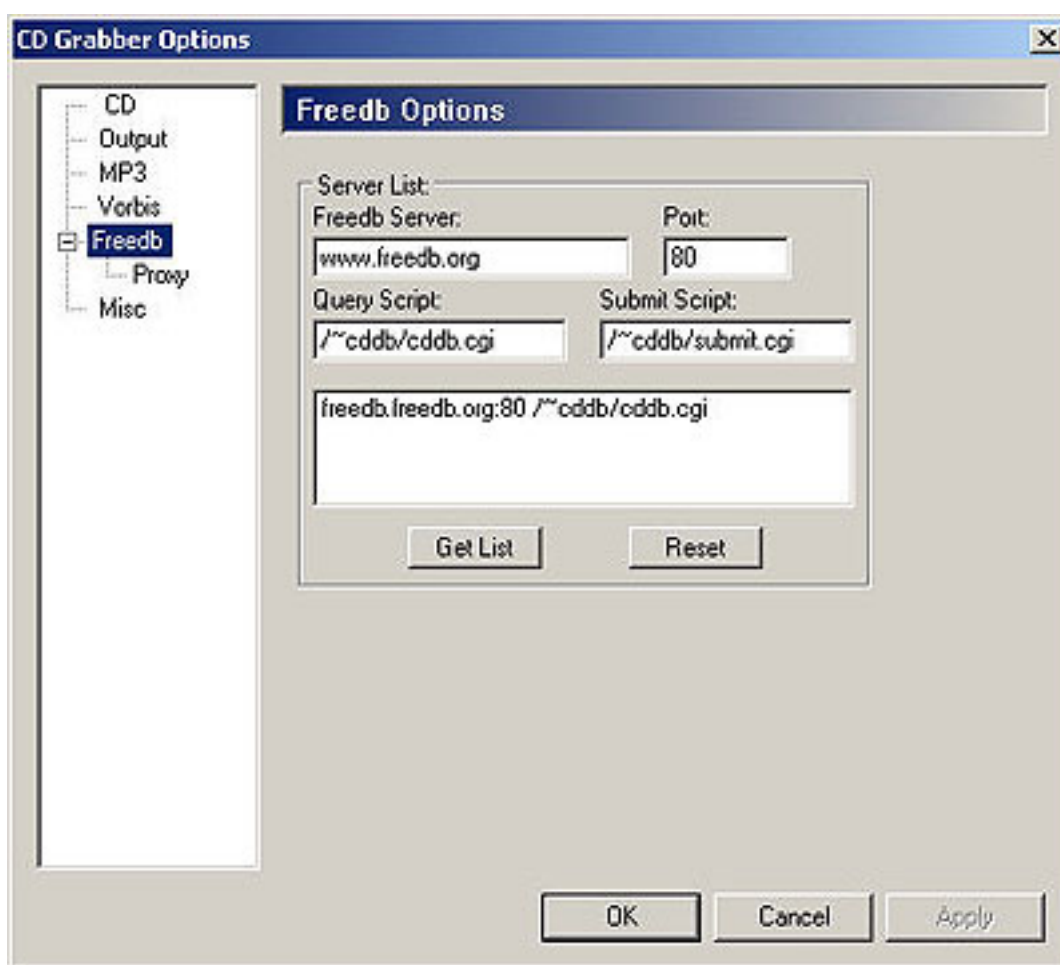 CD Grabber Options
CD
Output
MP3
Vorbis
Freedb
Proxy
Misc
Freedb Options
Server List:
Freedb Server: Port:
www.freedb.org 80
Query Script: Submit Script:
/~cddb/cddb.cgi /~cddb/submit.cgi
freedb.freedb.org:80 /~cddb/cddb.cgi
Get List Reset
OK Cancel Apply